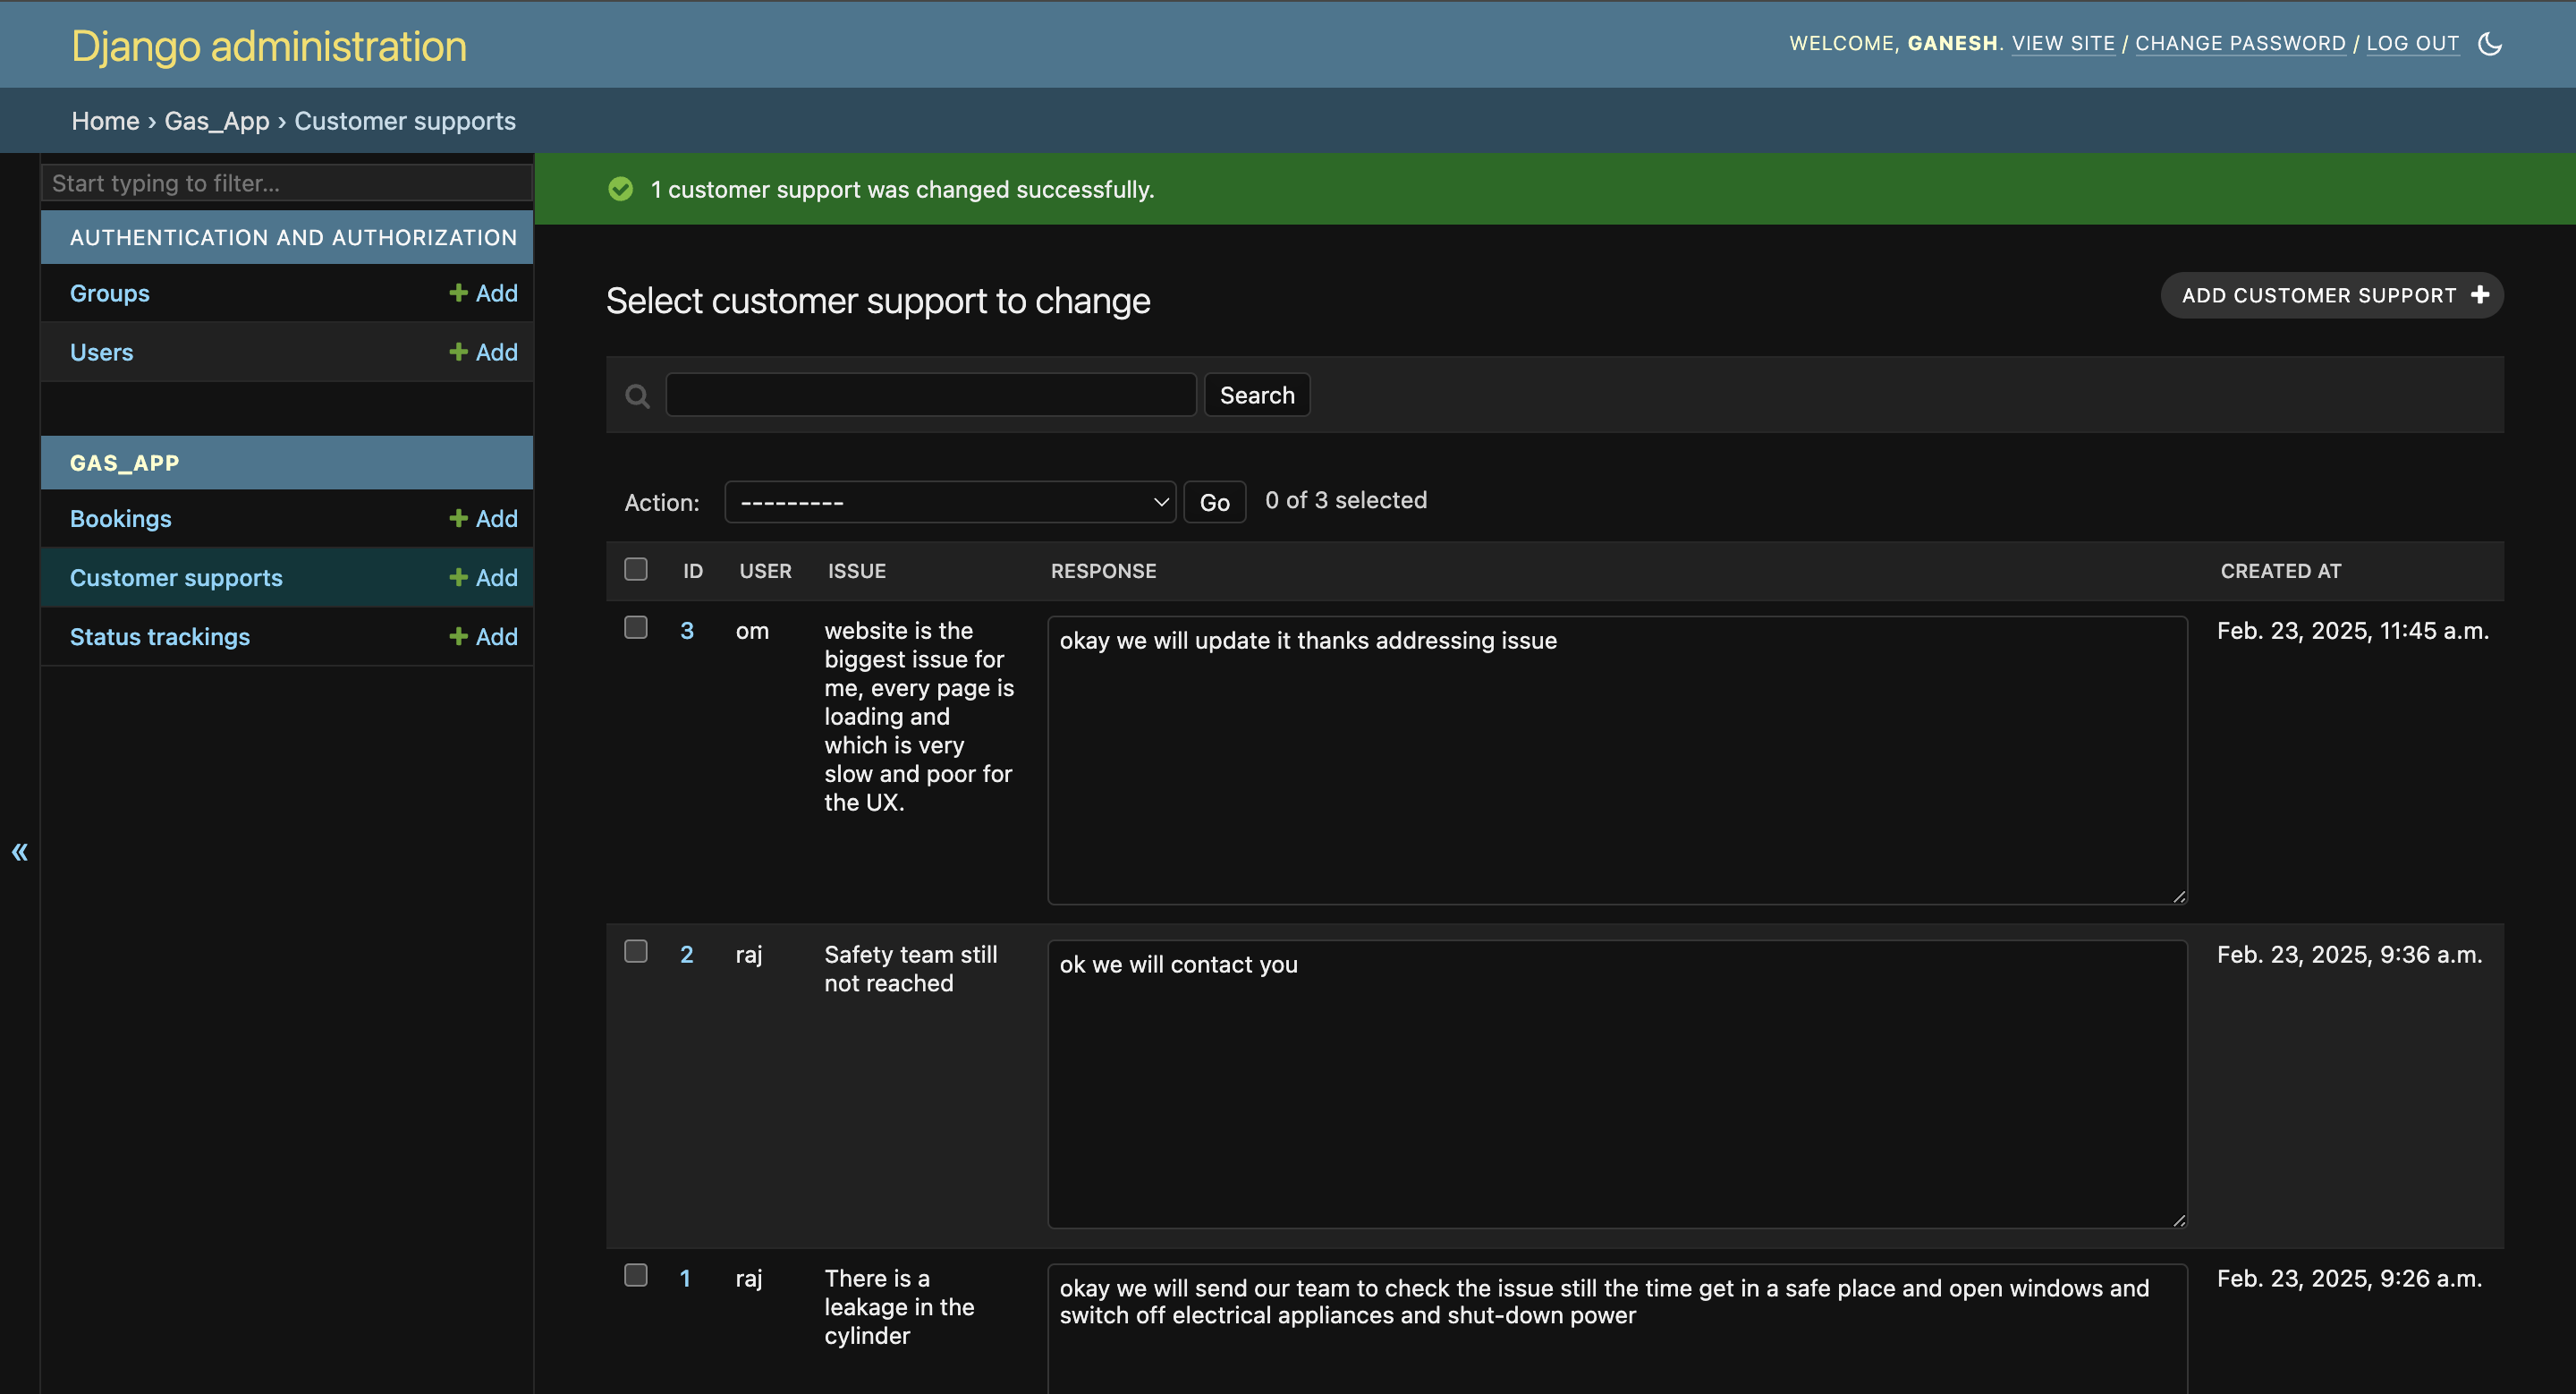 Django administration
WELCOME, GANESH. VIEW SITE / CHANGE PASSWORD / LOG OUT
Home › Gas_App › Customer supports
Start typing to filter...
AUTHENTICATION AND AUTHORIZATION
Groups + Add
Users + Add
GAS_APP
Bookings + Add
Customer supports + Add
Status trackings + Add
«
1 customer support was changed successfully.
Select customer support to change
ADD CUSTOMER SUPPORT +
Search
Action: --------- Go 0 of 3 selected
ID USER ISSUE RESPONSE CREATED AT
3 om
website is the
biggest issue for
me, every page is
loading and
which is very
slow and poor for
the UX.
okay we will update it thanks addressing issue
Feb. 23, 2025, 11:45 a.m.
2 raj
Safety team still
not reached
ok we will contact you
Feb. 23, 2025, 9:36 a.m.
1 raj
There is a
leakage in the
cylinder
okay we will send our team to check the issue still the time get in a safe place and open windows and
switch off electrical appliances and shut-down power
Feb. 23, 2025, 9:26 a.m.